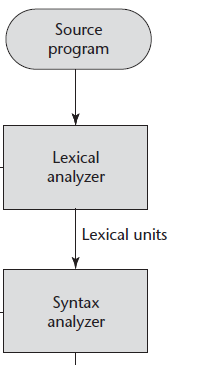 Source
program
Lexical
analyzer
Lexical units
Syntax
analyzer